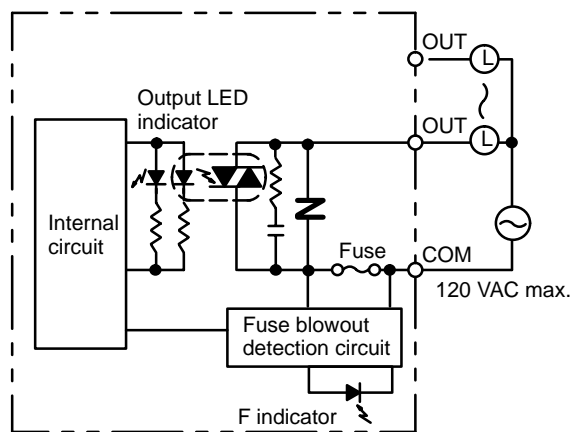 OUT
L
Output LED
indicator
OUT
L
Internal
circuit
Fuse
COM
120 VAC max.
Fuse blowout
detection circuit
F indicator